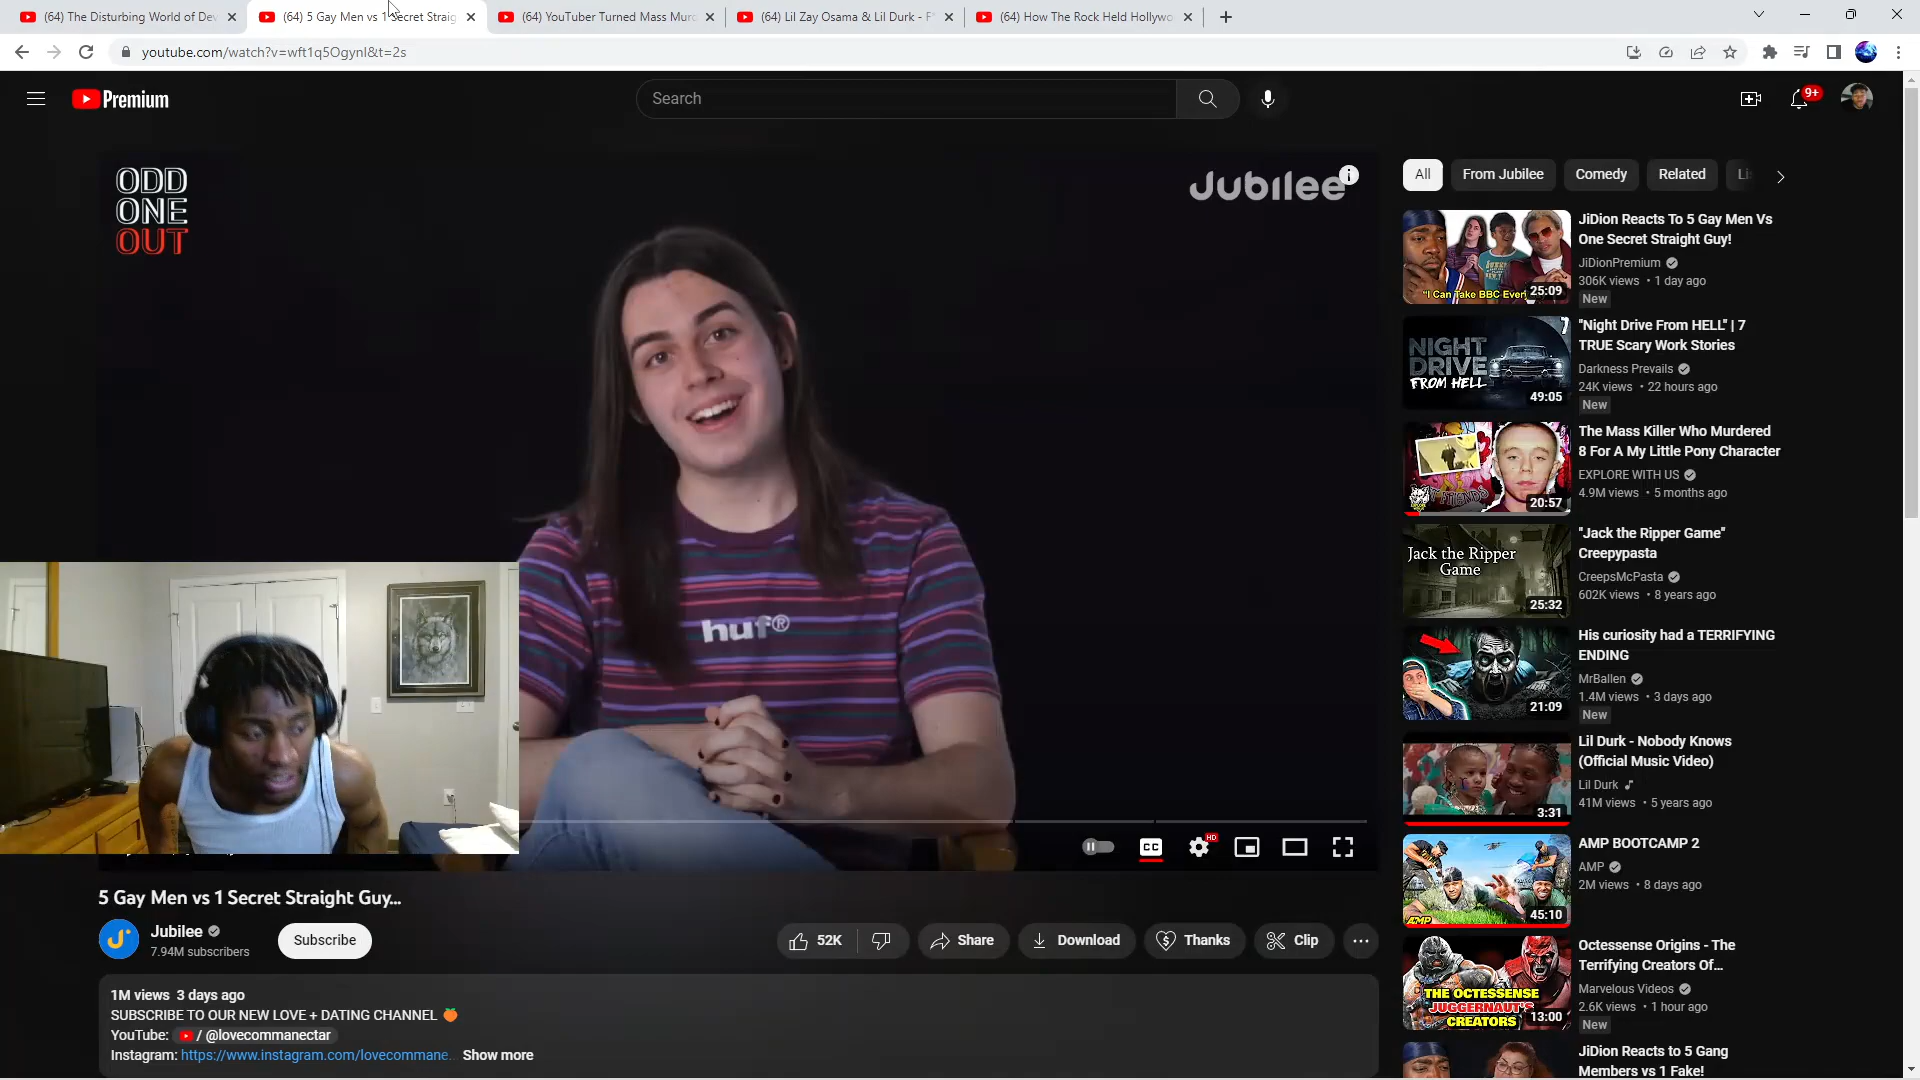 (64) The Disturbing World of Dev
(64) 5 Gay Men vs 1 Secret Straig
(64) YouTuber Turned Mass Murd
(64) Lil Zay Osama & Lil Durk - F*
(64) How The Rock Held Hollywo
youtube.com/watch?v=wft1q5OgynI&t=2s
Premium
Search
9+
ODD
ONE
OUT
Jubilee
huf®
CC
HD
All
From Jubilee
Comedy
Related
"I Can Take BBC Every
25:09
JiDion Reacts To 5 Gay Men Vs
One Secret Straight Guy!
JiDionPremium
306K views • 1 day ago
New
NIGHT
DRIVE
FROM HELL
7
49:05
"Night Drive From HELL" | 7
TRUE Scary Work Stories
Darkness Prevails
24K views • 22 hours ago
New
20:57
The Mass Killer Who Murdered
8 For A My Little Pony Character
EXPLORE WITH US
4.9M views • 5 months ago
Jack the Ripper
Game
25:32
"Jack the Ripper Game"
Creepypasta
CreepsMcPasta
602K views • 8 years ago
21:09
His curiosity had a TERRIFYING
ENDING
MrBallen
1.4M views • 3 days ago
New
3:31
Lil Durk - Nobody Knows
(Official Music Video)
Lil Durk
41M views • 5 years ago
AMP
45:10
AMP BOOTCAMP 2
AMP
2M views • 8 days ago
THE OCTESSENSE
JUGGERNAUT'S
CREATORS
13:00
Octessense Origins - The
Terrifying Creators Of...
Marvelous Videos
2.6K views • 1 hour ago
New
JiDion Reacts to 5 Gang
Members vs 1 Fake!
5 Gay Men vs 1 Secret Straight Guy...
Jubilee
7.94M subscribers
Subscribe
52K
Share
Download
Thanks
Clip
1M views 3 days ago
SUBSCRIBE TO OUR NEW LOVE + DATING CHANNEL
YouTube: / @lovecommanectar
Instagram: https://www.instagram.com/lovecommane... Show more